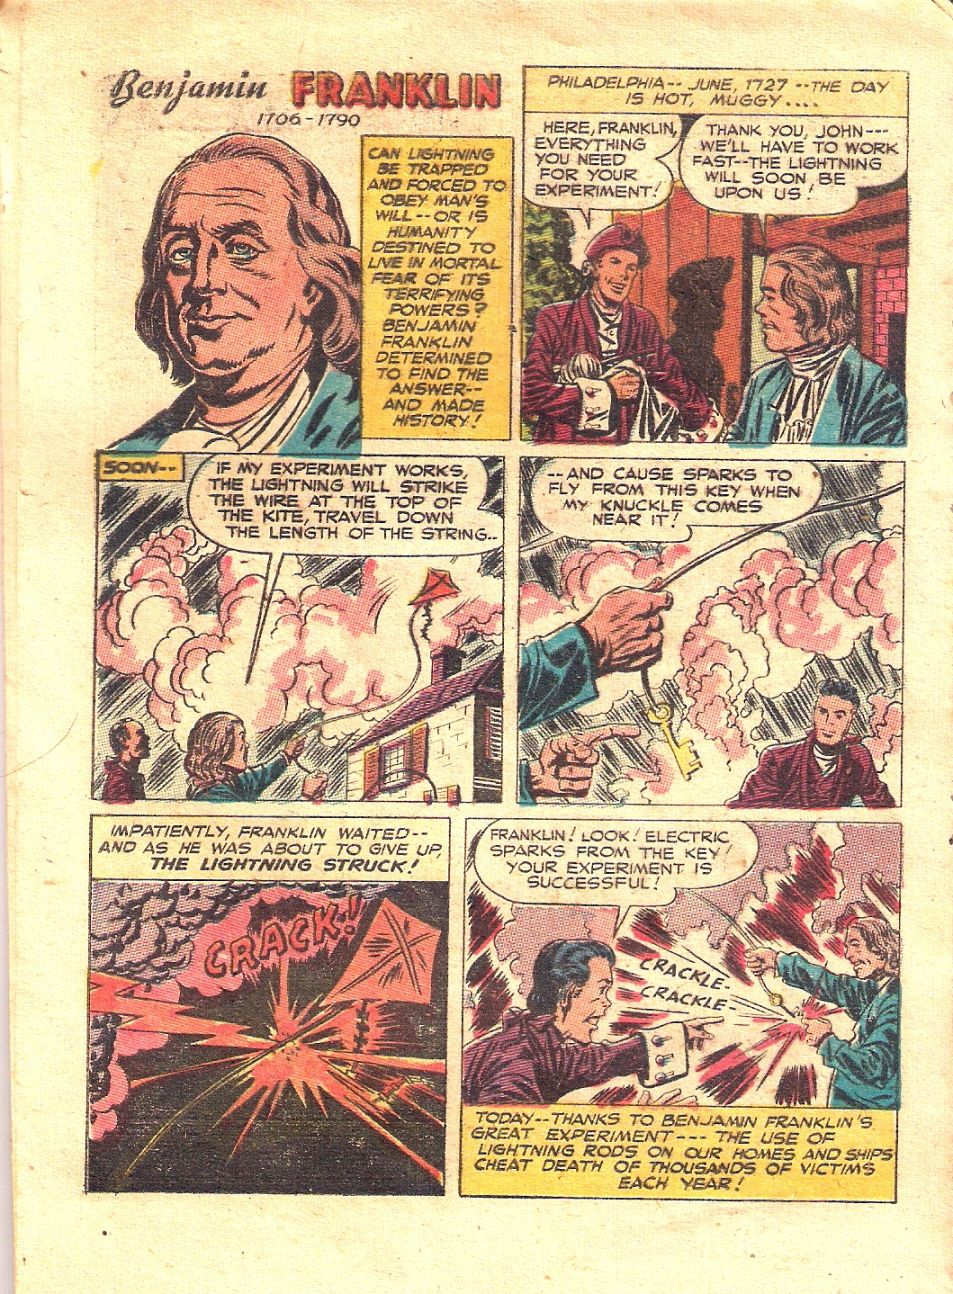 Benjamin FRANKLIN
1706-1790
CAN LIGHTNING
BE TRAPPED
AND FORCED TO
OBEY MAN'S
WILL--OR IS
HUMANITY
DESTINED TO
LIVE IN MORTAL
FEAR OF ITS
TERRIFYING
POWERS?
BENJAMIN
FRANKLIN
DETERMINED
TO FIND THE
ANSWER--
AND MADE
HISTORY!
PHILADELPHIA-- JUNE, 1727 --THE DAY
IS HOT, MUGGY....
HERE, FRANKLIN,
EVERYTHING
YOU NEED
FOR YOUR
EXPERIMENT!
THANK YOU, JOHN---
WE'LL HAVE TO WORK
FAST--THE LIGHTNING
WILL SOON BE
UPON US!
SOON--
IF MY EXPERIMENT WORKS,
THE LIGHTNING WILL STRIKE
THE WIRE AT THE TOP OF
THE KITE, TRAVEL DOWN
THE LENGTH OF THE STRING..
--AND CAUSE SPARKS TO
FLY FROM THIS KEY WHEN
MY KNUCKLE COMES
NEAR IT!
IMPATIENTLY, FRANKLIN WAITED--
AND AS HE WAS ABOUT TO GIVE UP,
THE LIGHTNING STRUCK!
CRACK!
FRANKLIN! LOOK! ELECTRIC
SPARKS FROM THE KEY!
YOUR EXPERIMENT IS
SUCCESSFUL!
CRACKLE-
CRACKLE
TODAY--THANKS TO BENJAMIN FRANKLIN'S
GREAT EXPERIMENT--- THE USE OF
LIGHTNING RODS ON OUR HOMES AND SHIPS
CHEAT DEATH OF THOUSANDS OF VICTIMS
EACH YEAR!